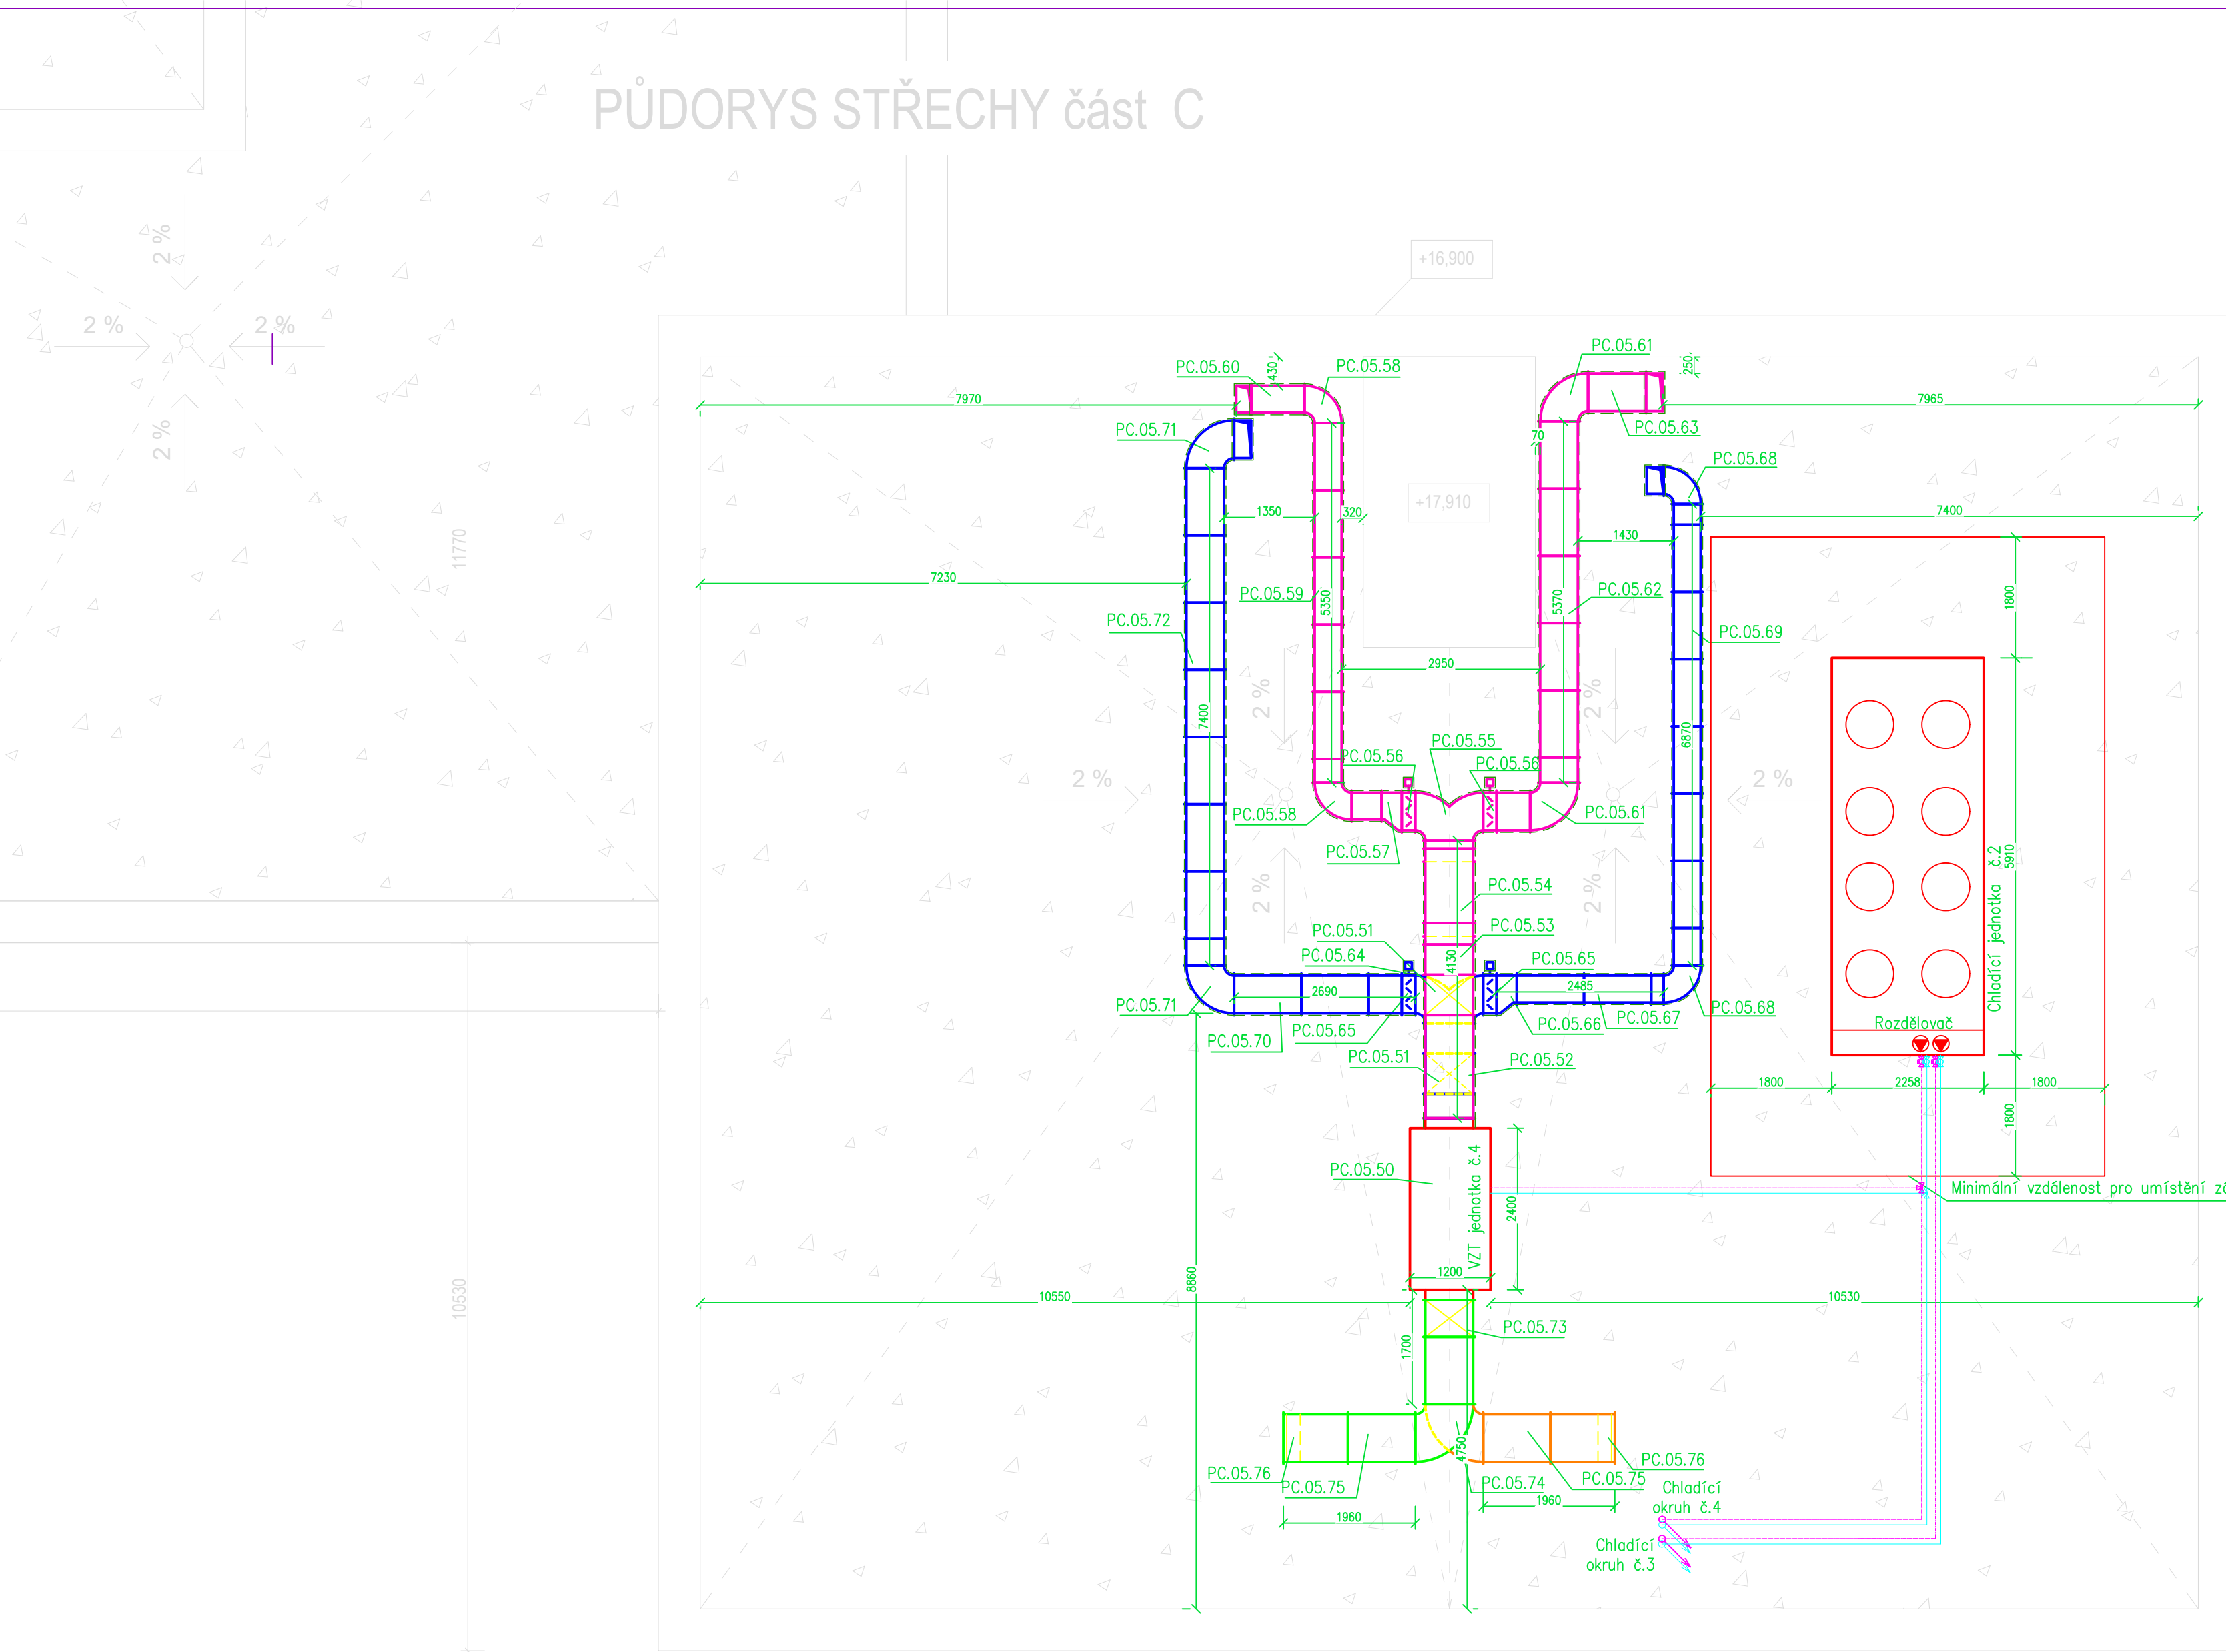 PŮDORYS STŘECHY část C
2 %
+16,900
2 %
2 %
2 %
PC.05.61
PC.05.60
430
PC.05.58
250
7970
7965
PC.05.71
PC.05.63
70
PC.05.68
+17,910
1350
320
7400
1430
11770
7230
PC.05.59
5350
5370
PC.05.62
1800
PC.05.72
PC.05.69
2950
2 %
2 %
7400
6870
PC.05.55
PC.05.56
PC.05.56
2 %
2 %
PC.05.58
PC.05.61
PC.05.57
2 %
2 %
PC.05.54
5910
Chladící jednotka č.2
PC.05.51
PC.05.53
PC.05.64
4130
PC.05.65
2690
2485
PC.05.71
PC.05.68
PC.05.70
PC.05.65
PC.05.66
PC.05.67
Rozdělovač
PC.05.51
PC.05.52
1800
2258
1800
1800
PC.05.50
VZT jednotka č.4
2400
Minimální vzdálenost pro umístění
1200
8860
10530
10550
10530
1700
PC.05.73
4750
PC.05.76
PC.05.75
PC.05.74
PC.05.75
PC.05.76
1960
1960
Chladící
okruh č.4
Chladící
okruh č.3